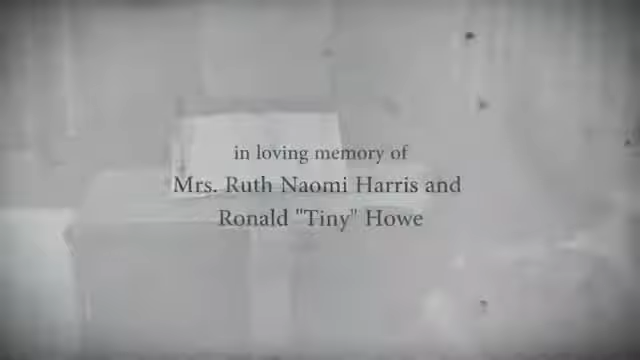 in loving memory of
Mrs. Ruth Naomi Harris and
Ronald "Tiny" Howe